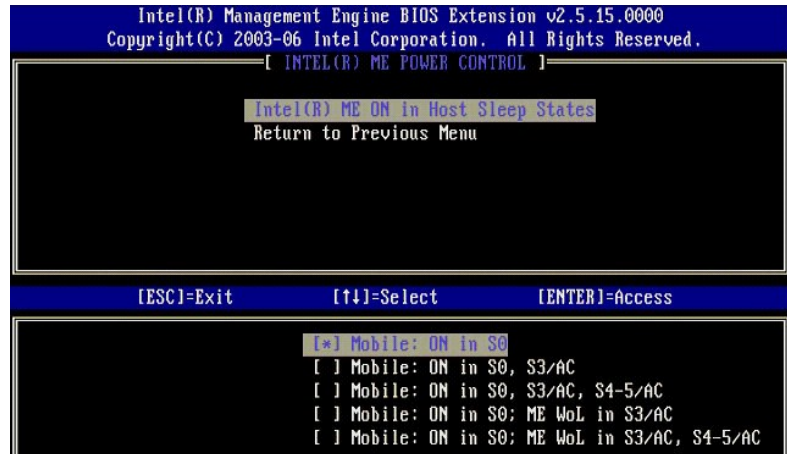 Intel(R) Management Engine BIOS Extension v2.5.15.0000
Copyright(C) 2003-06 Intel Corporation. All Rights Reserved.
[ INTEL(R) ME POWER CONTROL ]
Intel(R) ME ON in Host Sleep States
Return to Previous Menu
[ESC]=Exit [↑↓]=Select [ENTER]=Access
[*] Mobile: ON in S0
[ ] Mobile: ON in S0, S3/AC
[ ] Mobile: ON in S0, S3/AC, S4-5/AC
[ ] Mobile: ON in S0; ME WoL in S3/AC
[ ] Mobile: ON in S0; ME WoL in S3/AC, S4-5/AC